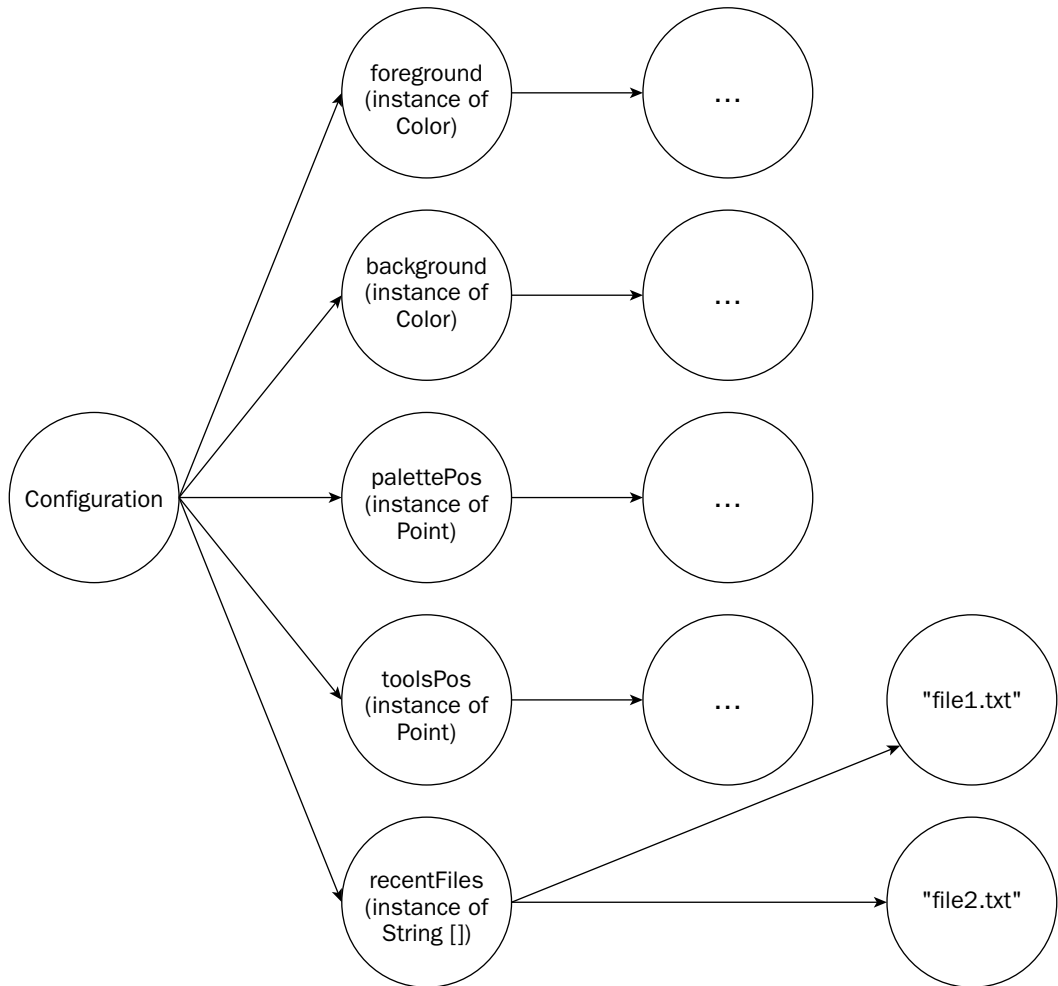 foreground
(instance of
Color)
...
background
(instance of
Color)
...
Configuration
palettePos
(instance of
Point)
...
toolsPos
(instance of
Point)
...
"file1.txt"
recentFiles
(instance of
String [])
"file2.txt"